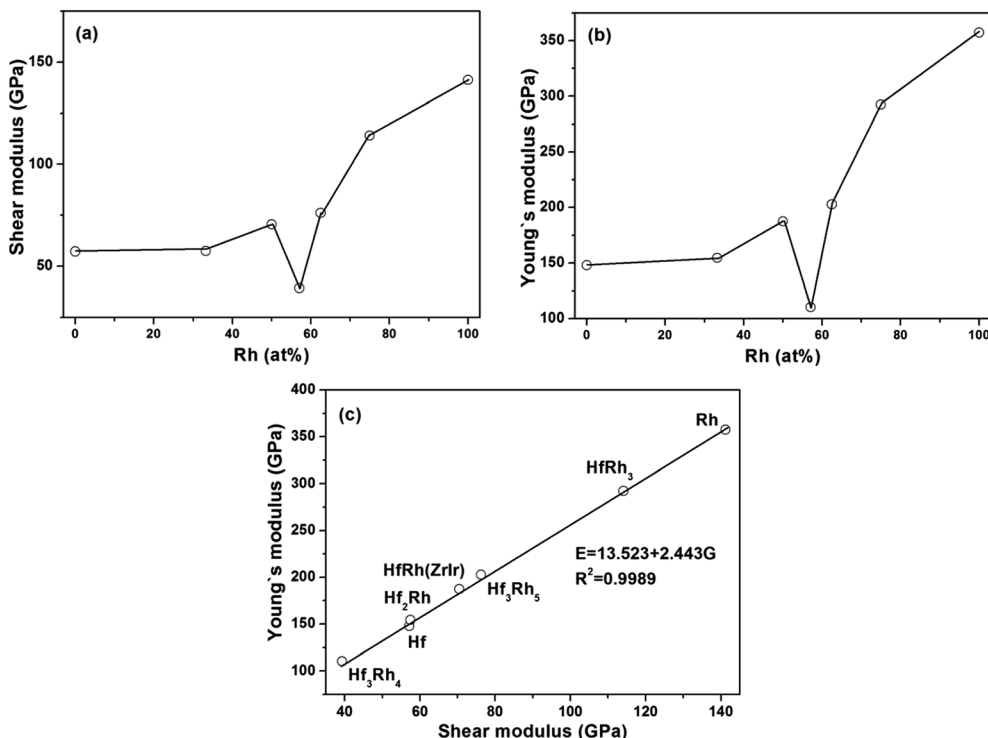 (a)
Shear modulus (GPa)
150
100
50
0 20 40 60 80 100
Rh (at%)
(b)
Young`s modulus (GPa)
350
300
250
200
150
100
0 20 40 60 80 100
Rh (at%)
(c)
Young`s modulus (GPa)
400
350
300
250
200
150
100
Rh
HfRh₃
E=13.523+2.443G
R²=0.9989
HfRh(ZrIr)
Hf₃Rh₅
Hf₂Rh
Hf
Hf₃Rh₄
40 60 80 100 120 140
Shear modulus (GPa)